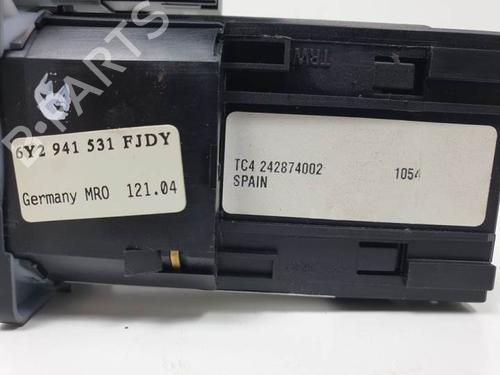 B-PARTS
TRW
6Y2 941 531 FJDY
Germany MRO 121.04
TC4 242874002 1054
SPAIN